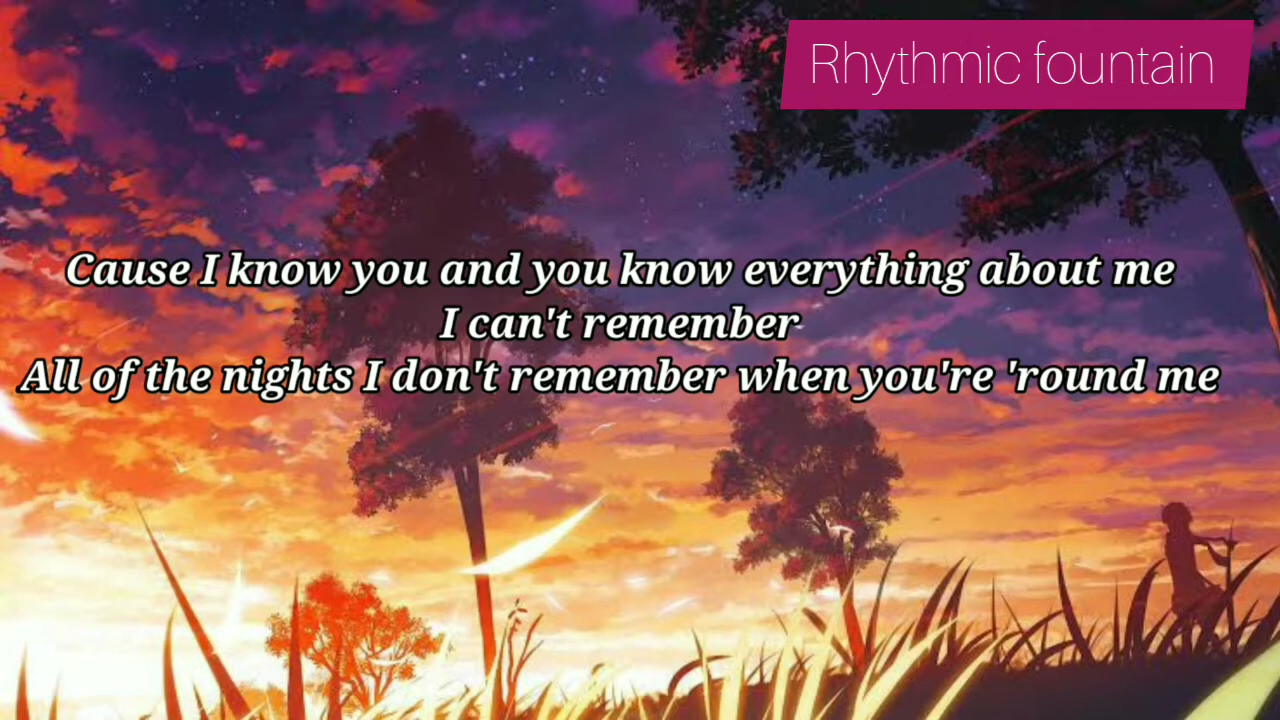 Rhythmic fountain
Cause I know you and you know everything about me
I can't remember
All of the nights I don't remember when you're 'round me